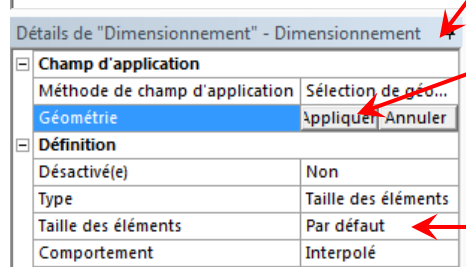 Détails de "Dimensionnement" - Dimensionnement
Champ d'application
Méthode de champ d'application Sélection de géo...
Géométrie Appliquer Annuler
Définition
Désactivé(e) Non
Type Taille des éléments
Taille des éléments Par défaut
Comportement Interpolé